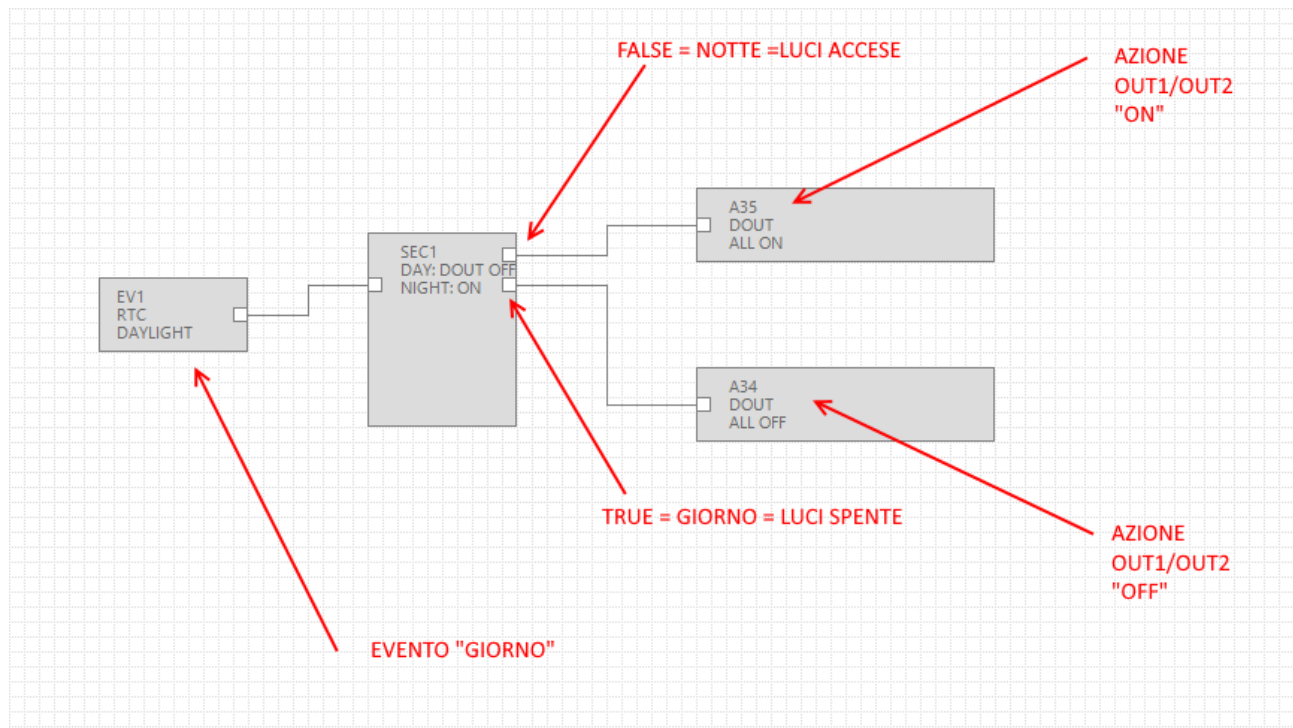 FALSE = NOTTE =LUCI ACCESE
AZIONE
OUT1/OUT2
"ON"
A35
DOUT
ALL ON
SEC1
DAY: DOUT OFF
NIGHT: ON
EV1
RTC
DAYLIGHT
A34
DOUT
ALL OFF
TRUE = GIORNO = LUCI SPENTE
AZIONE
OUT1/OUT2
"OFF"
EVENTO "GIORNO"